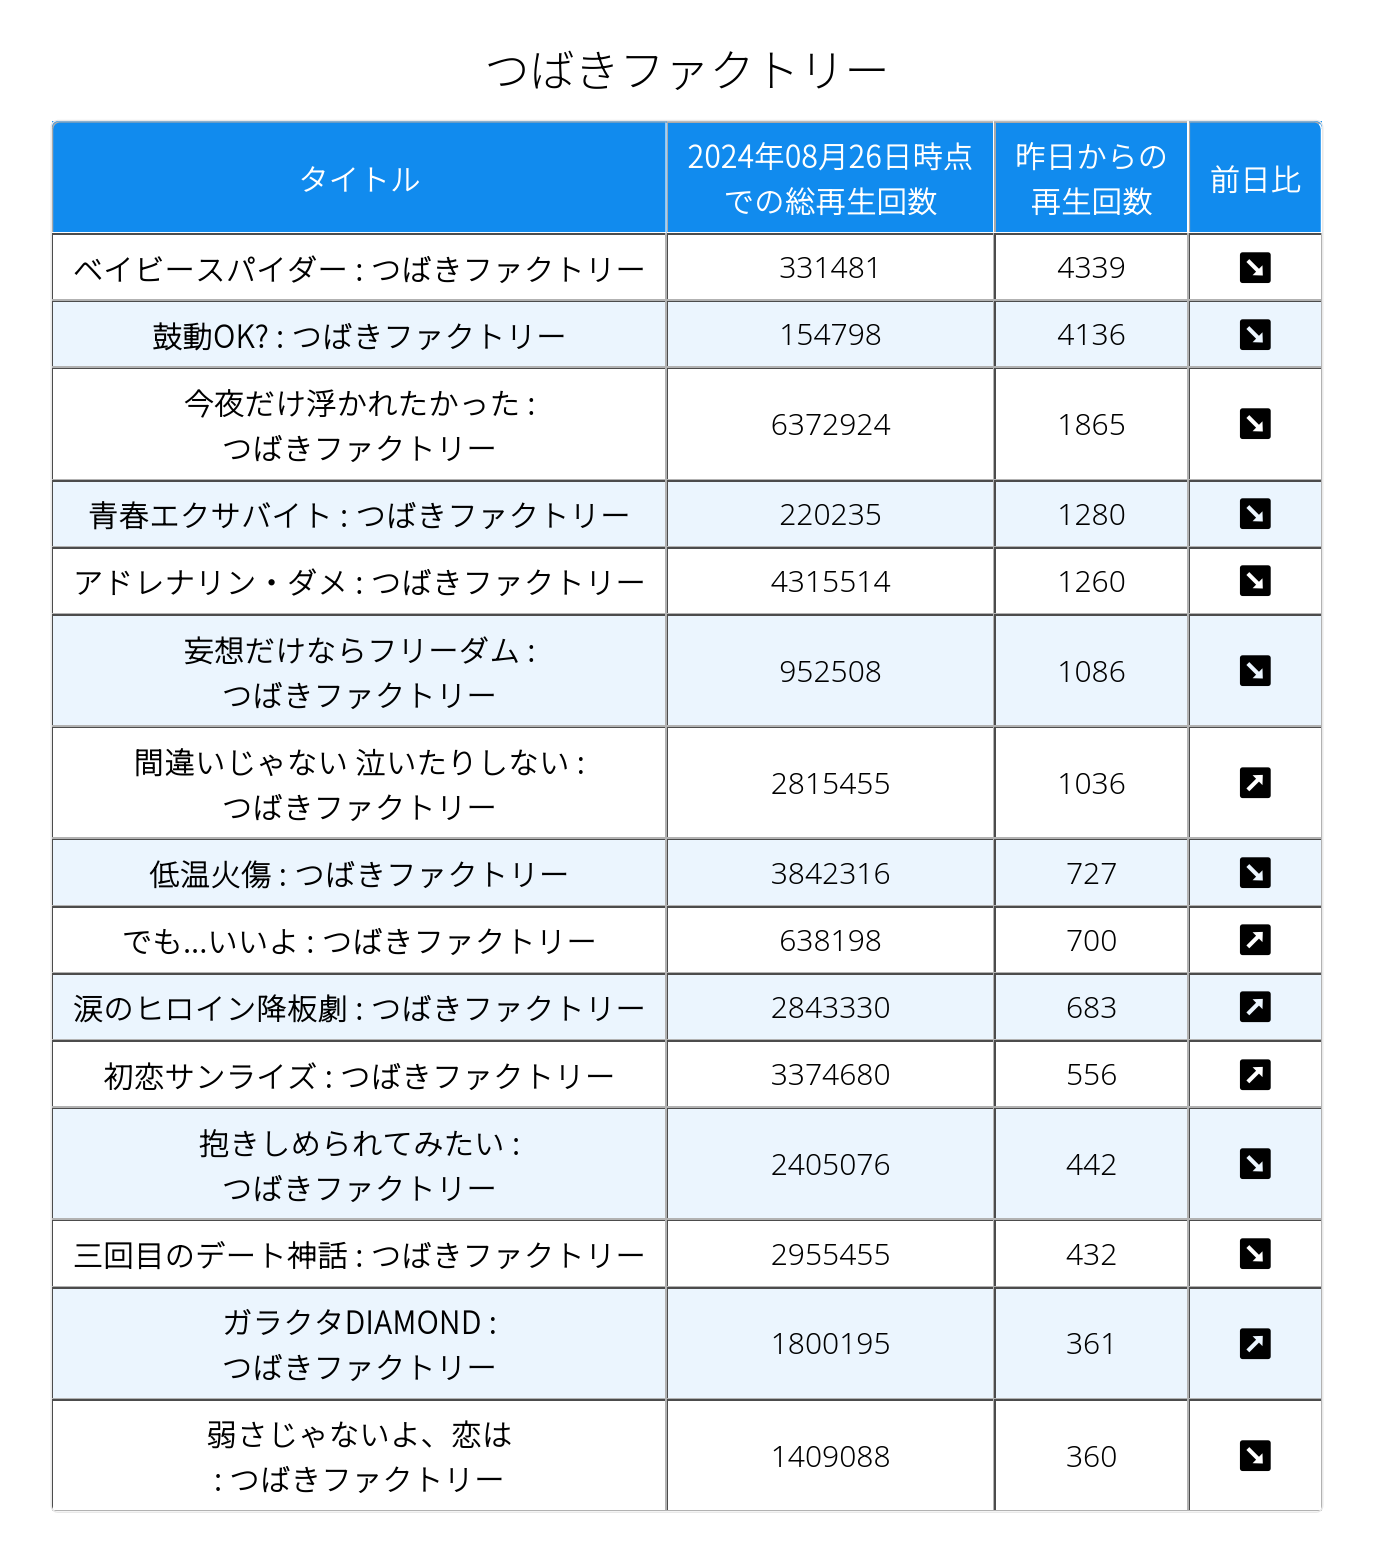 つばきファクトリー
タイトル
2024年08月26日時点
での総再生回数
昨日からの
再生回数
前日比
ベイビースパイダー : つばきファクトリー
331481
4339
鼓動OK? : つばきファクトリー
154798
4136
今夜だけ浮かれたかった :
つばきファクトリー
6372924
1865
青春エクサバイト : つばきファクトリー
220235
1280
アドレナリン・ダメ : つばきファクトリー
4315514
1260
妄想だけならフリーダム :
つばきファクトリー
952508
1086
間違いじゃない 泣いたりしない :
つばきファクトリー
2815455
1036
低温火傷 : つばきファクトリー
3842316
727
でも...いいよ : つばきファクトリー
638198
700
涙のヒロイン降板劇 : つばきファクトリー
2843330
683
初恋サンライズ : つばきファクトリー
3374680
556
抱きしめられてみたい :
つばきファクトリー
2405076
442
三回目のデート神話 : つばきファクトリー
2955455
432
ガラクタDIAMOND :
つばきファクトリー
1800195
361
弱さじゃないよ、恋は
: つばきファクトリー
1409088
360